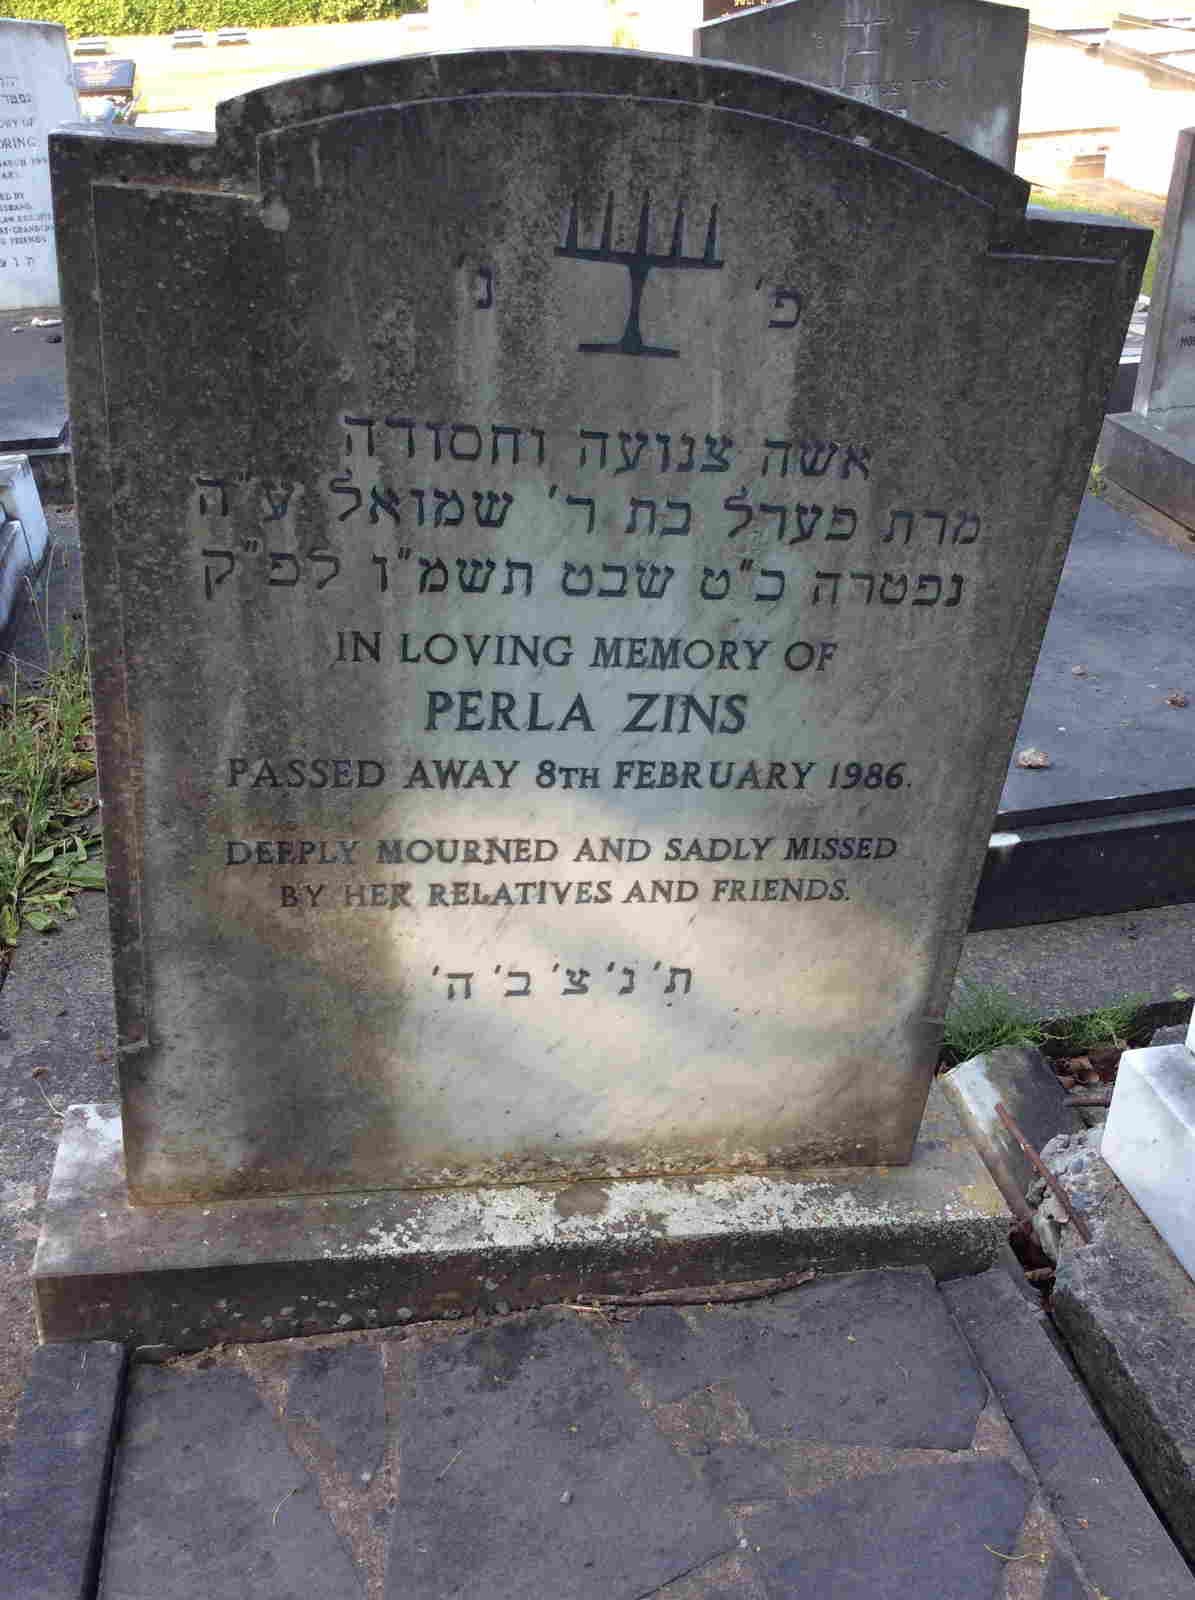 פ' נ'
אשה צנועה וחסודה
מרת פערל בת ר' שמואל ע"ה
נפטרה כ"ט שבט תשמ"ו לפ"ק
IN LOVING MEMORY OF
PERLA ZINS
PASSED AWAY 8TH FEBRUARY 1986.
DEEPLY MOURNED AND SADLY MISSED
BY HER RELATIVES AND FRIENDS.
ת' נ' צ' ב' ה'